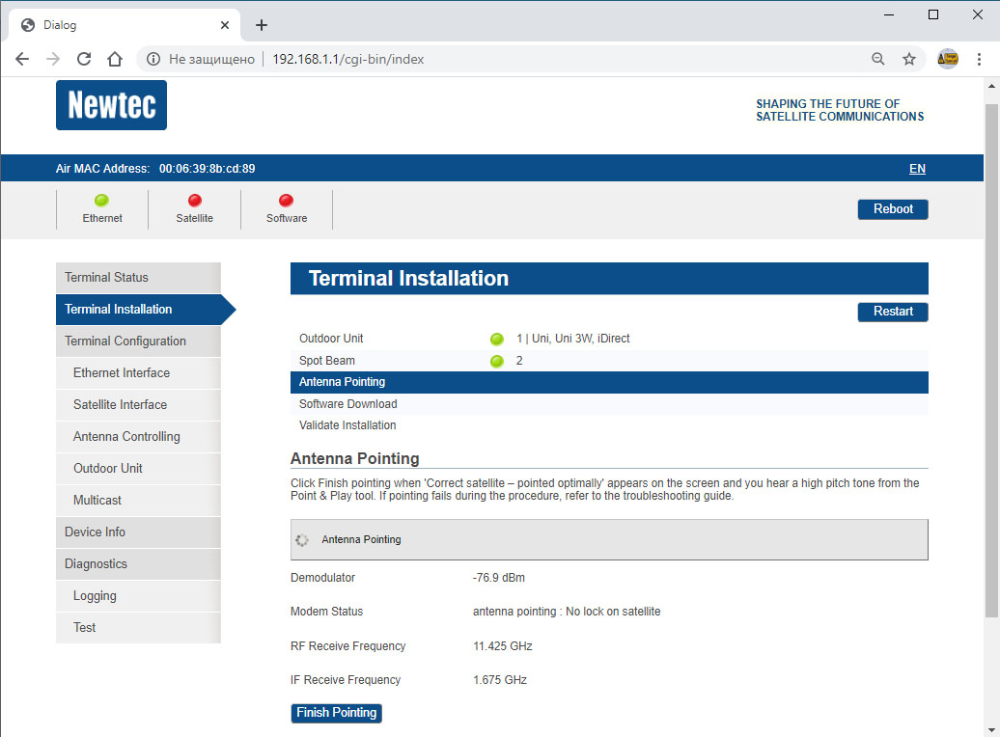 Dialog
Не защищено
192.168.1.1/cgi-bin/index
Newtec
SHAPING THE FUTURE OF
SATELLITE COMMUNICATIONS
Air MAC Address: 00:06:39:8b:cd:89
EN
Ethernet
Satellite
Software
Reboot
Terminal Status
Terminal Installation
Terminal Configuration
Ethernet Interface
Satellite Interface
Antenna Controlling
Outdoor Unit
Multicast
Device Info
Diagnostics
Logging
Test
Terminal Installation
Restart
Outdoor Unit 1 | Uni, Uni 3W, iDirect
Spot Beam 2
Antenna Pointing
Software Download
Validate Installation
Antenna Pointing
Click Finish pointing when 'Correct satellite – pointed optimally' appears on the screen and you hear a high pitch tone from the
Point & Play tool. If pointing fails during the procedure, refer to the troubleshooting guide.
Antenna Pointing
Demodulator -76.9 dBm
Modem Status antenna pointing : No lock on satellite
RF Receive Frequency 11.425 GHz
IF Receive Frequency 1.675 GHz
Finish Pointing